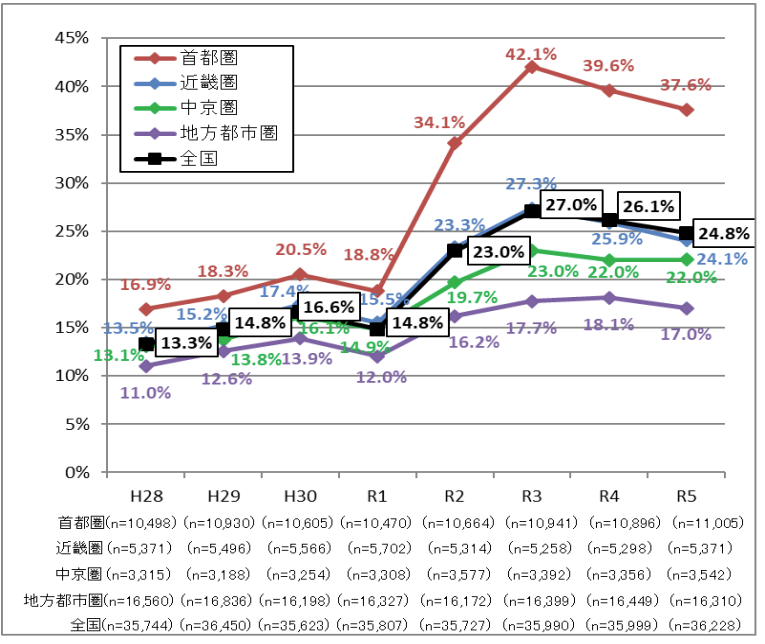 45%
40%
35%
30%
25%
20%
15%
10%
5%
0%
首都圏
近畿圏
中京圏
地方都市圏
全国
16.9% 18.3% 20.5% 18.8% 34.1% 42.1% 39.6% 37.6%
13.5% 15.2% 17.4% 15.5% 23.3% 27.3% 25.9% 24.1%
13.1% 13.8% 16.1% 14.9% 19.7% 23.0% 22.0% 22.0%
11.0% 12.6% 13.9% 12.0% 16.2% 17.7% 18.1% 17.0%
13.3% 14.8% 16.6% 14.8% 23.0% 27.0% 26.1% 24.8%
H28 H29 H30 R1 R2 R3 R4 R5
首都圏(n=10,498) (n=10,930) (n=10,605) (n=10,470) (n=10,664) (n=10,941) (n=10,896) (n=11,005)
近畿圏 (n=5,371) (n=5,496) (n=5,566) (n=5,702) (n=5,314) (n=5,258) (n=5,298) (n=5,371)
中京圏 (n=3,315) (n=3,188) (n=3,254) (n=3,308) (n=3,577) (n=3,392) (n=3,356) (n=3,542)
地方都市圏(n=16,560) (n=16,836) (n=16,198) (n=16,327) (n=16,172) (n=16,399) (n=16,449) (n=16,310)
全国(n=35,744) (n=36,450) (n=35,623) (n=35,807) (n=35,727) (n=35,990) (n=35,999) (n=36,228)